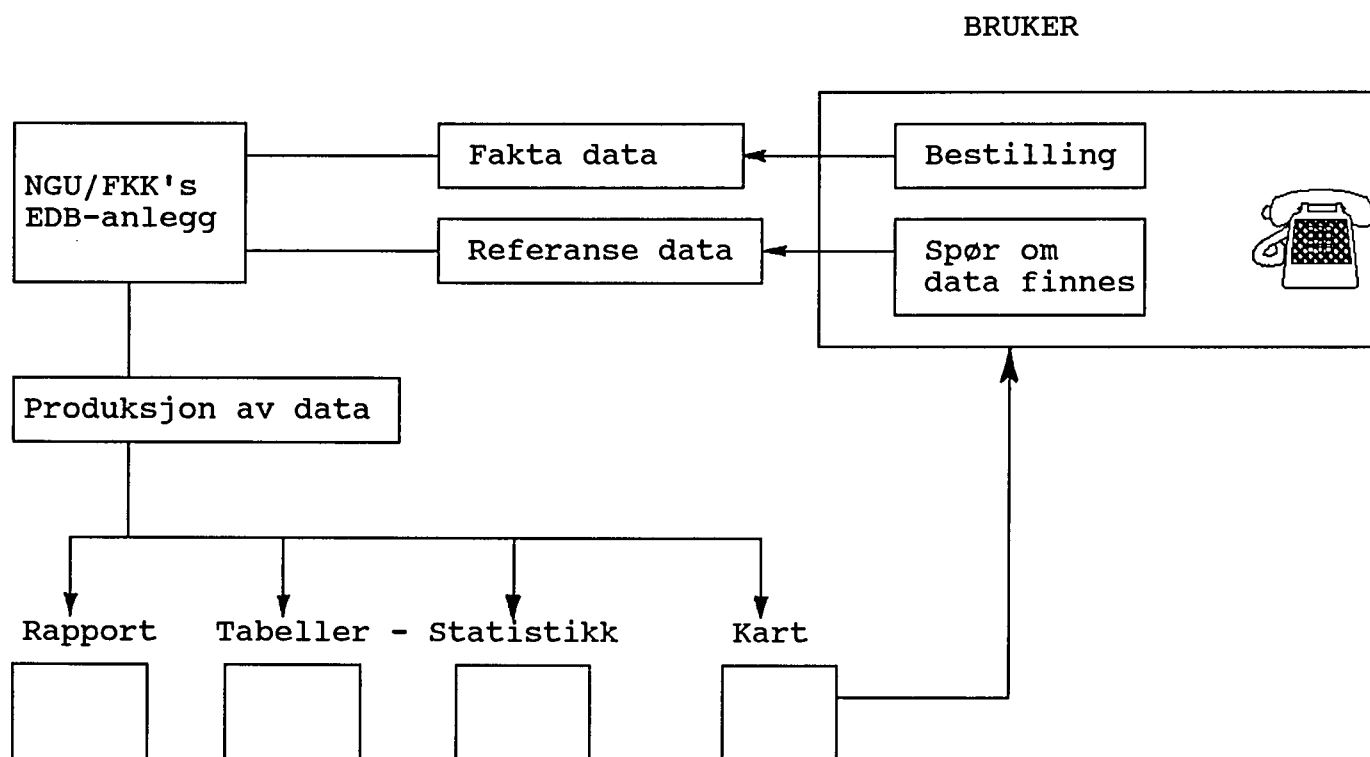 BRUKER
NGU/FKK's
EDB-anlegg
Fakta data
Bestilling
Referanse data
Spør om
data finnes
Produksjon av data
Rapport
Tabeller - Statistikk
Kart